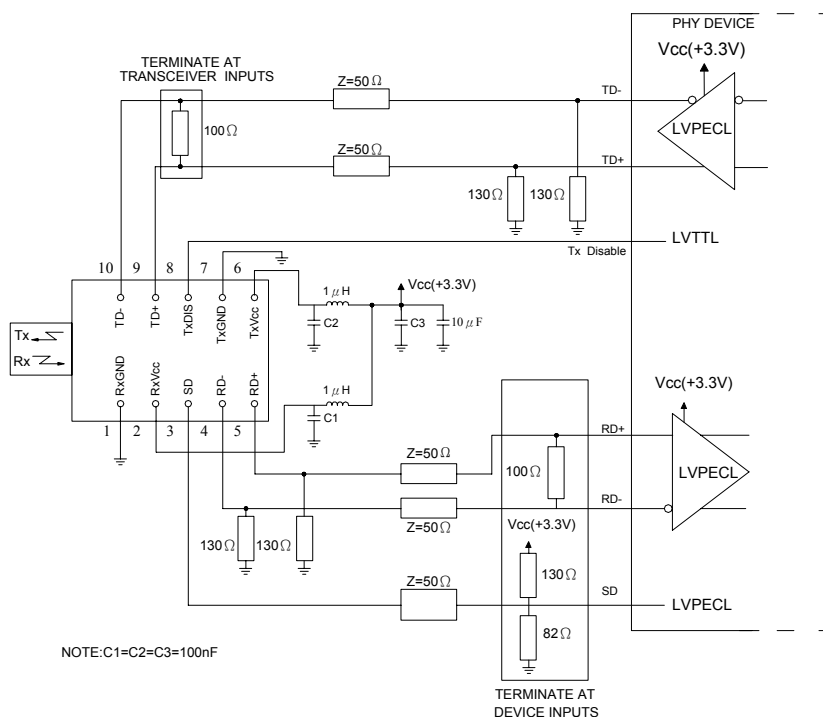 PHY DEVICE
Vcc(+3.3V)
TERMINATE AT
TRANSCEIVER INPUTS
Z=50Ω
TD-
LVPECL
100Ω
Z=50Ω
TD+
130Ω 130Ω
LVTTL
Tx Disable
10 9 8 7 6
TD- TD+ TxDIS TxGND TxVcc
1μH
Vcc(+3.3V)
C2 C3 10μF
Tx
Rx
RxGND RxVcc SD RD- RD+
1μH
C1
1 2 3 4 5
Vcc(+3.3V)
RD+
Z=50Ω
100Ω
LVPECL
RD-
Z=50Ω
130Ω 130Ω
Vcc(+3.3V)
130Ω
Z=50Ω
SD
LVPECL
82Ω
NOTE:C1=C2=C3=100nF
TERMINATE AT
DEVICE INPUTS